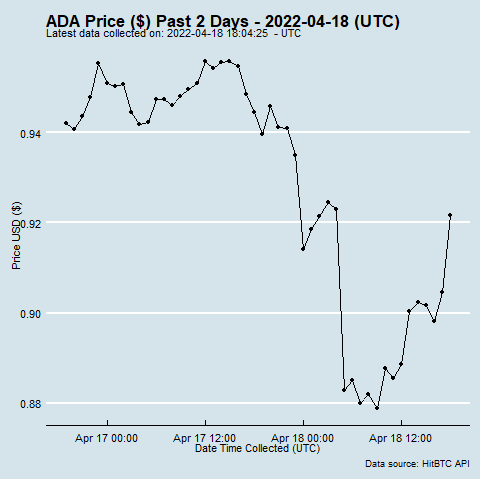 ADA Price ($) Past 2 Days - 2022-04-18 (UTC)
Latest data collected on: 2022-04-18 18:04:25 - UTC
Price USD ($)
0.94
0.92
0.90
0.88
Apr 17 00:00 Apr 17 12:00 Apr 18 00:00 Apr 18 12:00
Date Time Collected (UTC)
Data source: HitBTC API